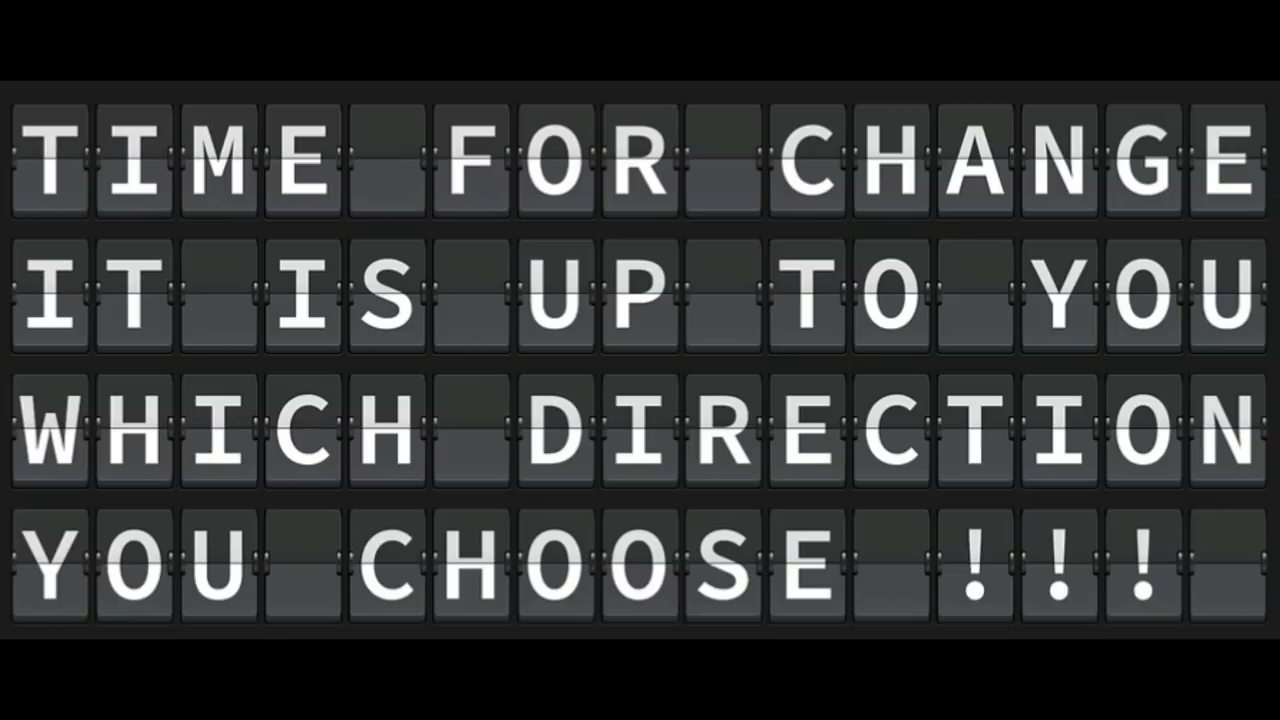 TIME FOR CHANGE
IT IS UP TO YOU
WHICH DIRECTION
YOU CHOOSE !!!